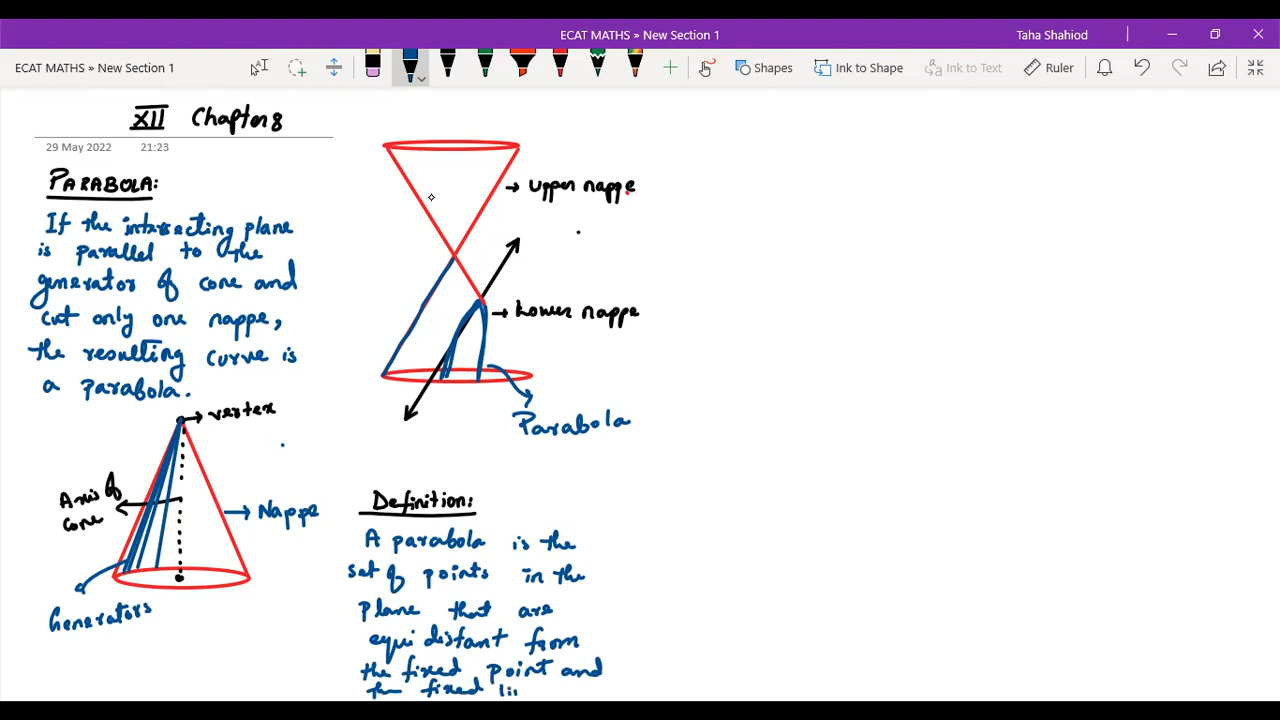 ECAT MATHS » New Section 1
Taha Shahiod
ECAT MATHS » New Section 1
Shapes
Ink to Shape
Ink to Text
Ruler
XII Chapter 8
29 May 2022 21:23
PARABOLA:
If the intersecting plane
is parallel to the
generator of cone and
cut only one nappe,
the resulting curve is
a parabola.
vertex
Axis of
cone
Nappe
Generators
upper nappe
Lower nappe
Parabola
Definition:
A parabola is the
set of points in the
plane that are
equi distant from
the fixed point and
the fixed